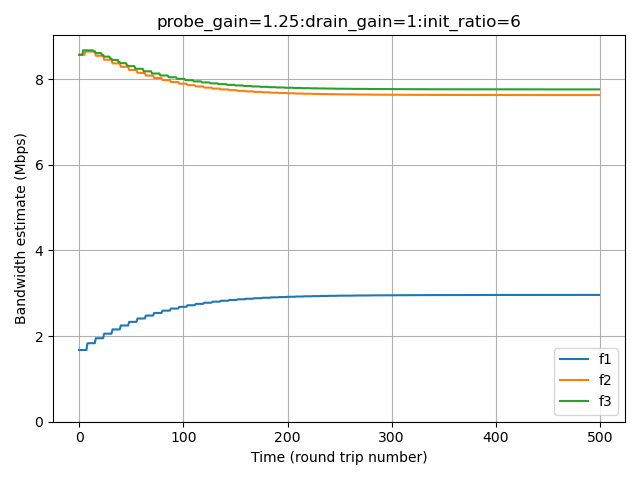 probe_gain=1.25:drain_gain=1:init_ratio=6
Bandwidth estimate (Mbps)
8
6
4
2
0
0 100 200 300 400 500
Time (round trip number)
f1
f2
f3